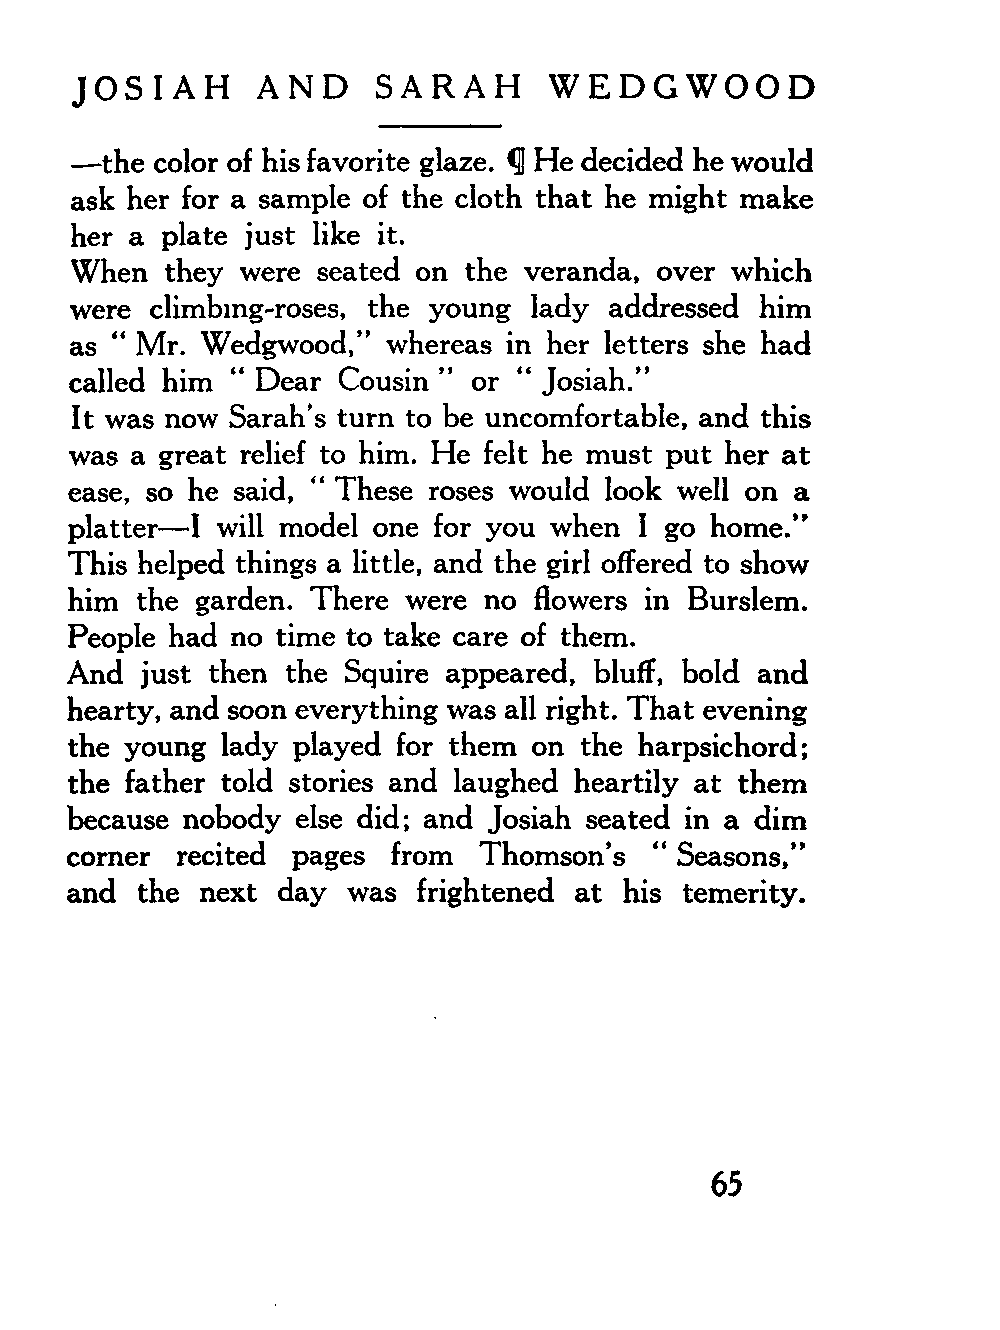 JOSIAH AND SARAH WEDGWOOD
—the color of his favorite glaze. ¶ He decided he would
ask her for a sample of the cloth that he might make
her a plate just like it.
When they were seated on the veranda, over which
were climbing-roses, the young lady addressed him
as “ Mr. Wedgwood,” whereas in her letters she had
called him “ Dear Cousin ” or “ Josiah.”
It was now Sarah’s turn to be uncomfortable, and this
was a great relief to him. He felt he must put her at
ease, so he said, “ These roses would look well on a
platter—I will model one for you when I go home.”
This helped things a little, and the girl offered to show
him the garden. There were no flowers in Burslem.
People had no time to take care of them.
And just then the Squire appeared, bluff, bold and
hearty, and soon everything was all right. That evening
the young lady played for them on the harpsichord;
the father told stories and laughed heartily at them
because nobody else did; and Josiah seated in a dim
corner recited pages from Thomson’s “ Seasons,”
and the next day was frightened at his temerity.
65